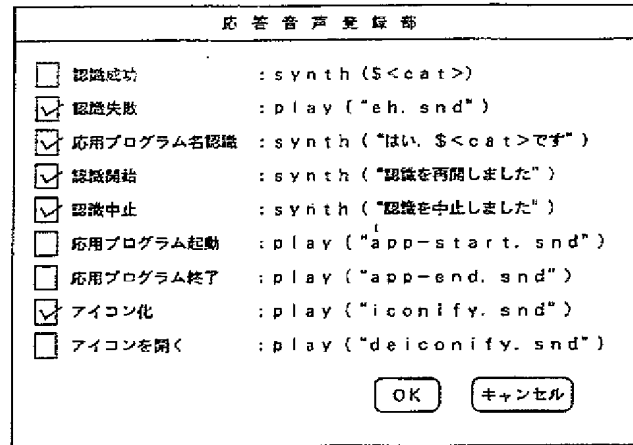 応答音声登録部
認識成功 :synth($<cat>)
認識失敗 :play("eh.snd")
応用プログラム名認識 :synth("はい,$<cat>です")
認識開始 :synth("認識を再開しました")
認識中止 :synth("認識を中止しました")
応用プログラム起動 :play("app-start.snd")
応用プログラム終了 :play("app-end.snd")
アイコン化 :play("iconify.snd")
アイコンを開く :play("deiconify.snd")
OK キャンセル